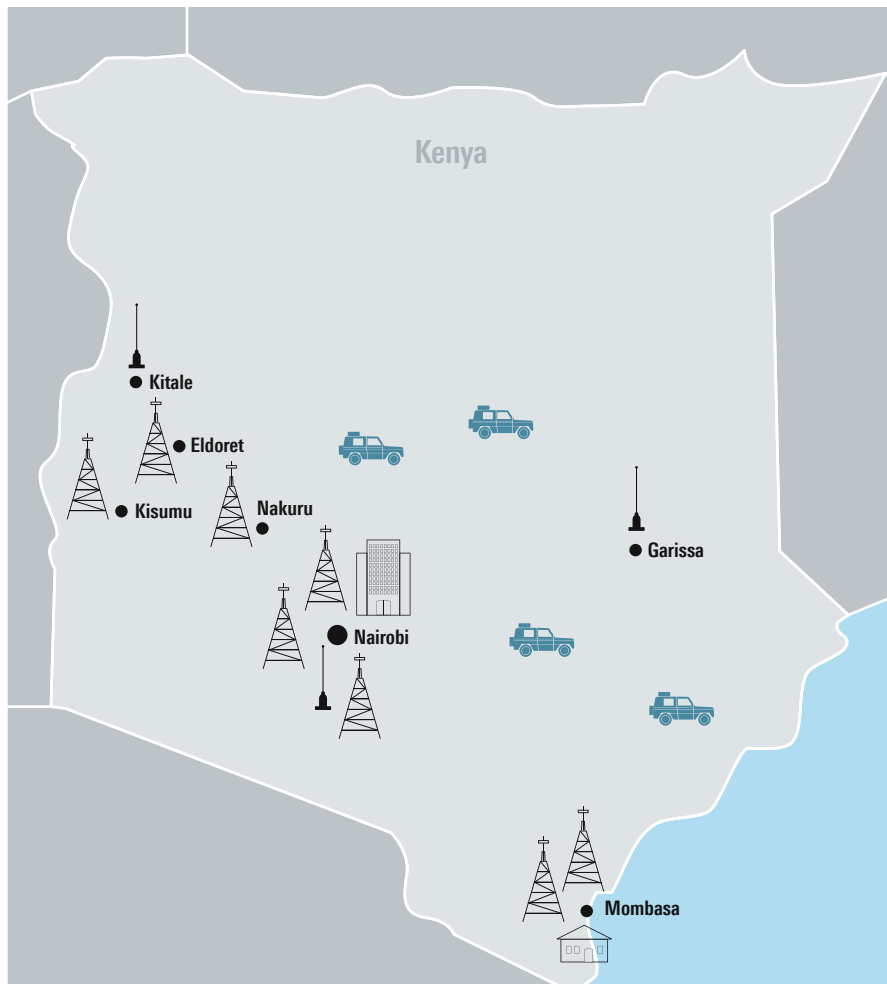 Kenya
Kitale
Eldoret
Kisumu
Nakuru
Garissa
Nairobi
Mombasa